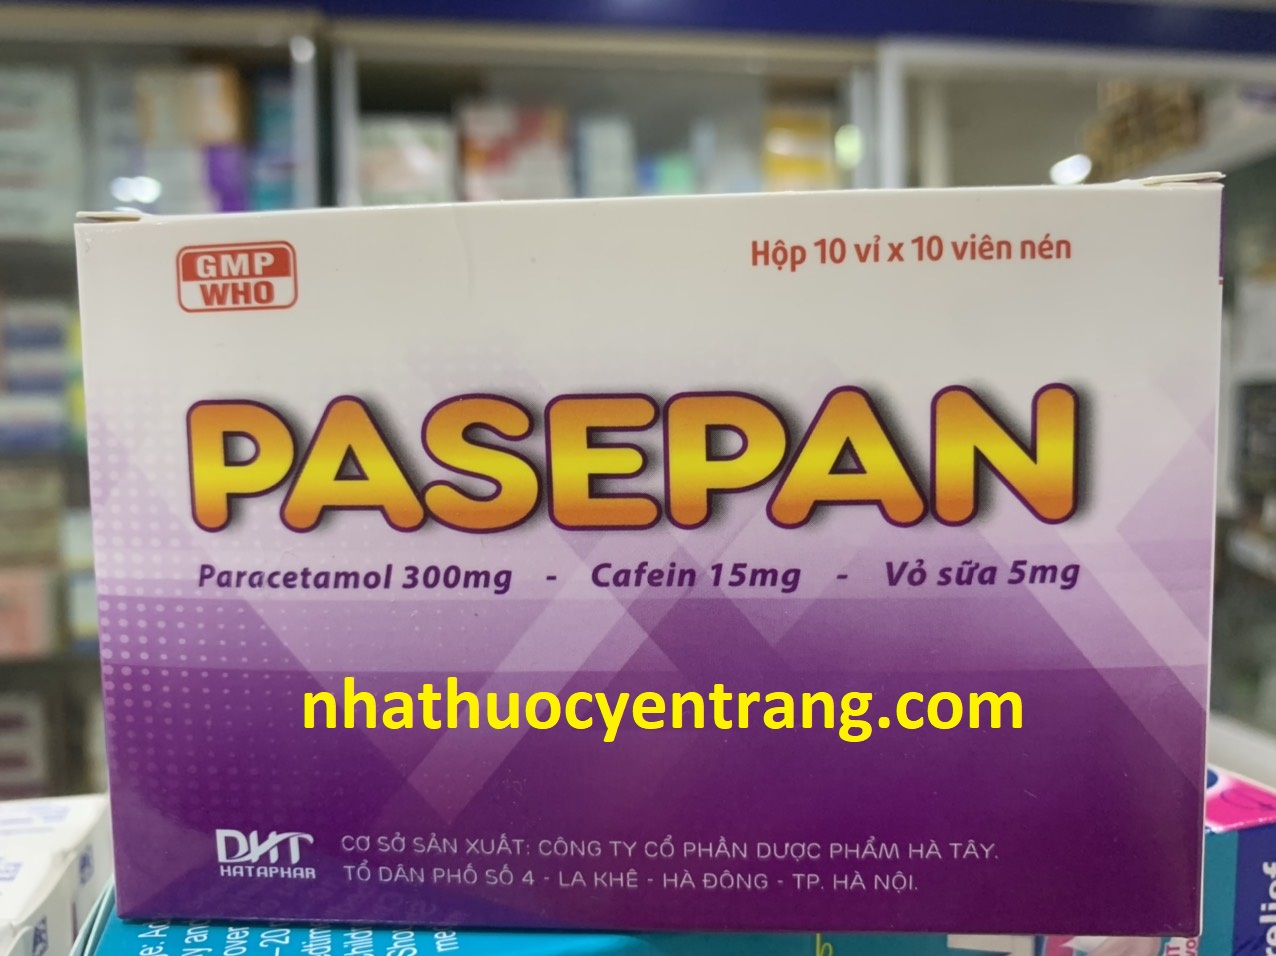 GMP
WHO
Hộp 10 vỉ x 10 viên nén
PASEPAN
Paracetamol 300mg - Cafein 15mg - Vỏ sữa 5mg
nhathuocyentrang.com
DHT
HATAPHAR
CƠ SỞ SẢN XUẤT: CÔNG TY CỔ PHẦN DƯỢC PHẨM HÀ TÂY.
TỔ DÂN PHỐ SỐ 4 - LA KHÊ - HÀ ĐÔNG - TP. HÀ NỘI.
relief